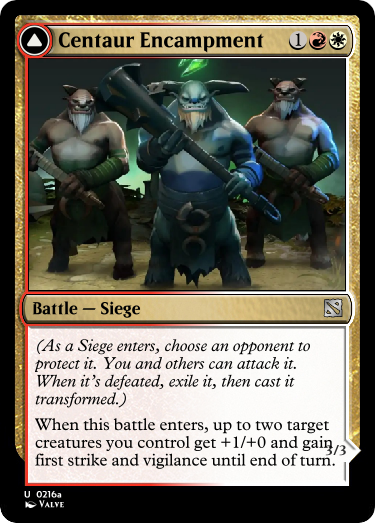 Centaur Encampment 1
Battle — Siege
(As a Siege enters, choose an opponent to
protect it. You and others can attack it.
When it's defeated, exile it, then cast it
transformed.)
When this battle enters, up to two target
creatures you control get +1/+0 and gain
first strike and vigilance until end of turn.
3/3
U 0216a
VALVE